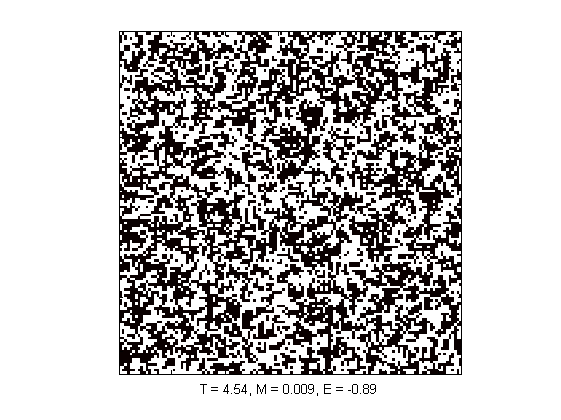 T = 4.54, M = 0.009, E = -0.89